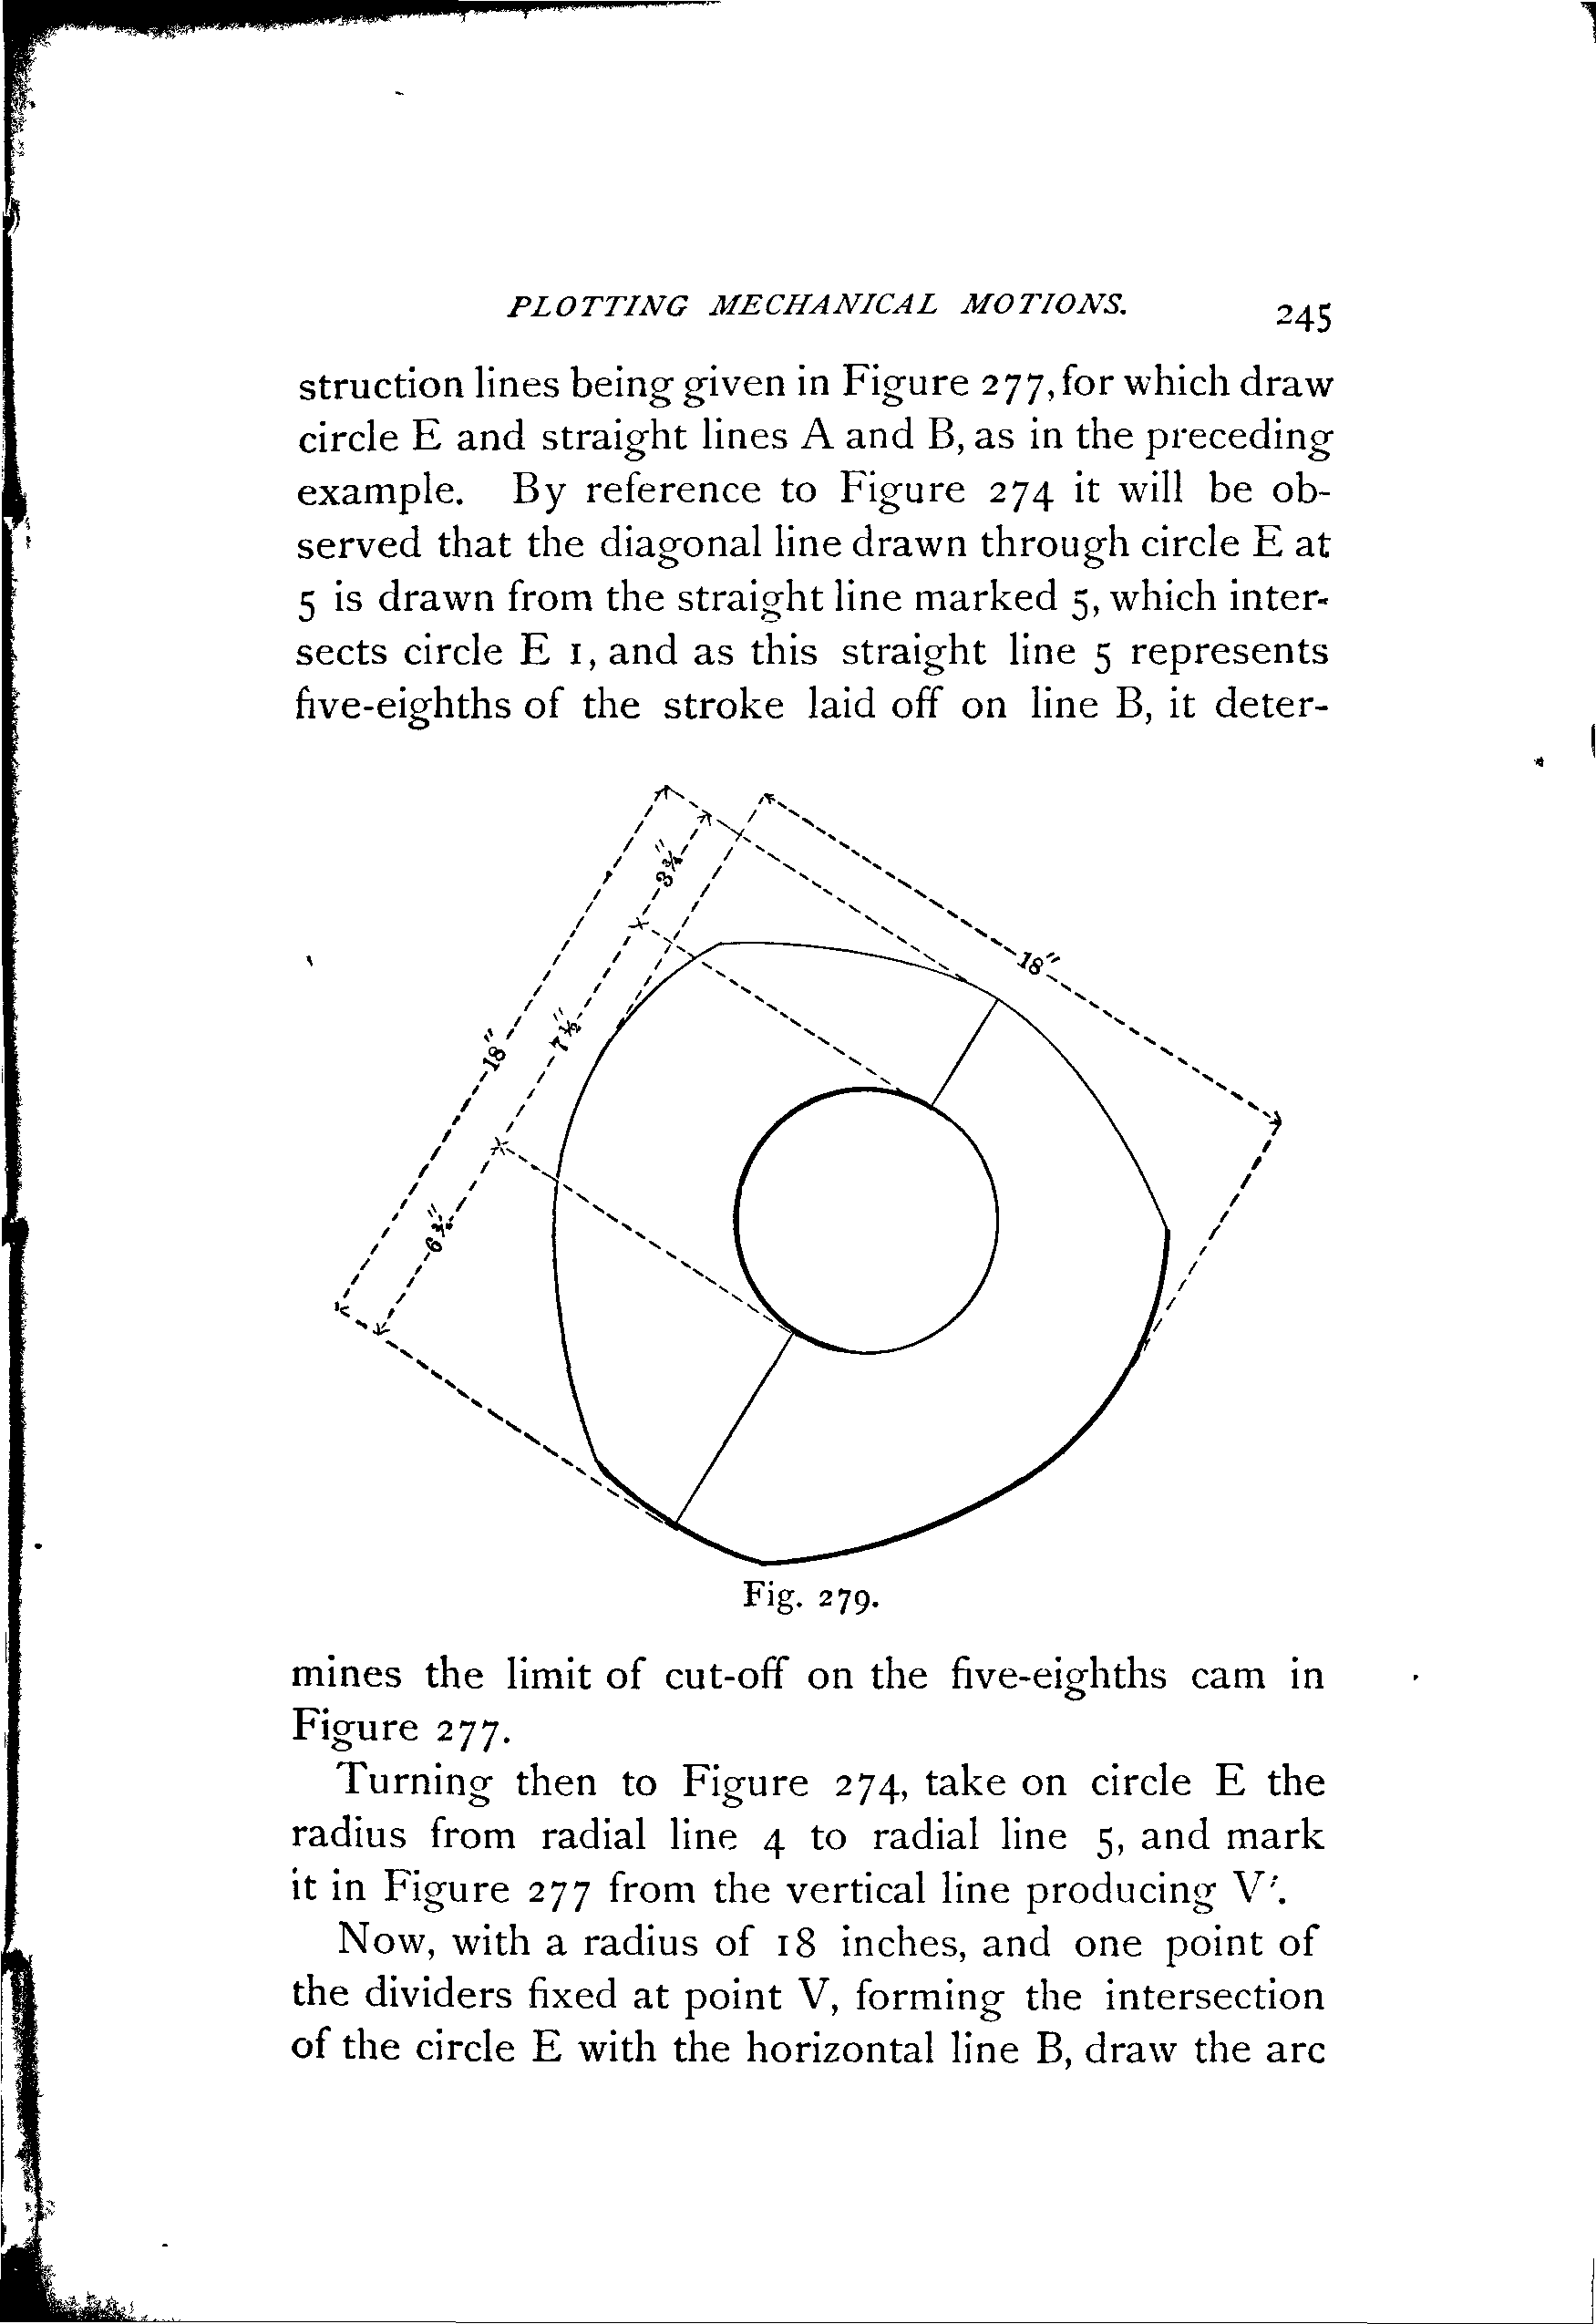 PLOTTING MECHANICAL MOTIONS. 245
struction lines being given in Figure 277, for which draw
circle E and straight lines A and B, as in the preceding
example. By reference to Figure 274 it will be ob-
served that the diagonal line drawn through circle E at
5 is drawn from the straight line marked 5, which inter-
sects circle E 1, and as this straight line 5 represents
five-eighths of the stroke laid off on line B, it deter-
3¾"
18"
18"
7½"
6¾"
Fig. 279.
mines the limit of cut-off on the five-eighths cam in
Figure 277.
Turning then to Figure 274, take on circle E the
radius from radial line 4 to radial line 5, and mark
it in Figure 277 from the vertical line producing V'.
Now, with a radius of 18 inches, and one point of
the dividers fixed at point V, forming the intersection
of the circle E with the horizontal line B, draw the arc